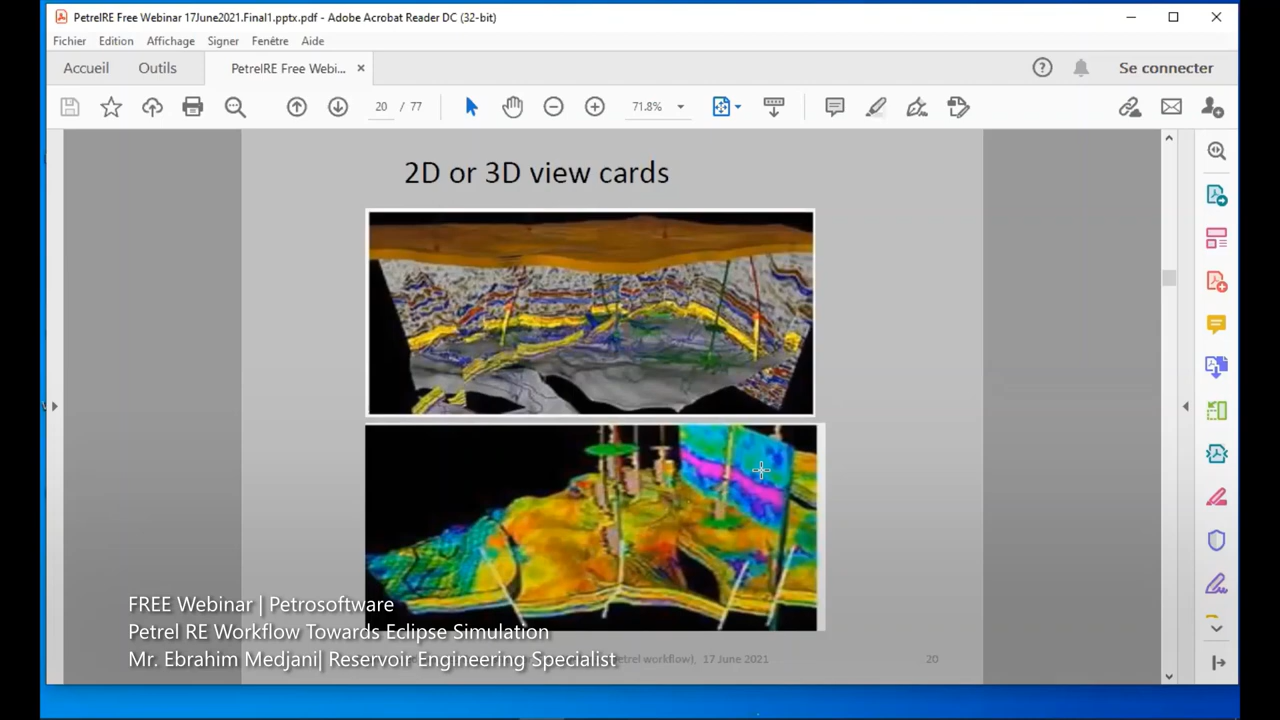 PetrelRE Free Webinar 17June2021.Final1.pptx.pdf - Adobe Acrobat Reader DC (32-bit)
Fichier Edition Affichage Signer Fenêtre Aide
Accueil Outils PetrelRE Free Webi... Se connecter
20 / 77 71.8%
2D or 3D view cards
FREE Webinar | Petrosoftware
Petrel RE Workflow Towards Eclipse Simulation
Mr. Ebrahim Medjani| Reservoir Engineering Specialist
etrel workflow), 17 June 2021 20